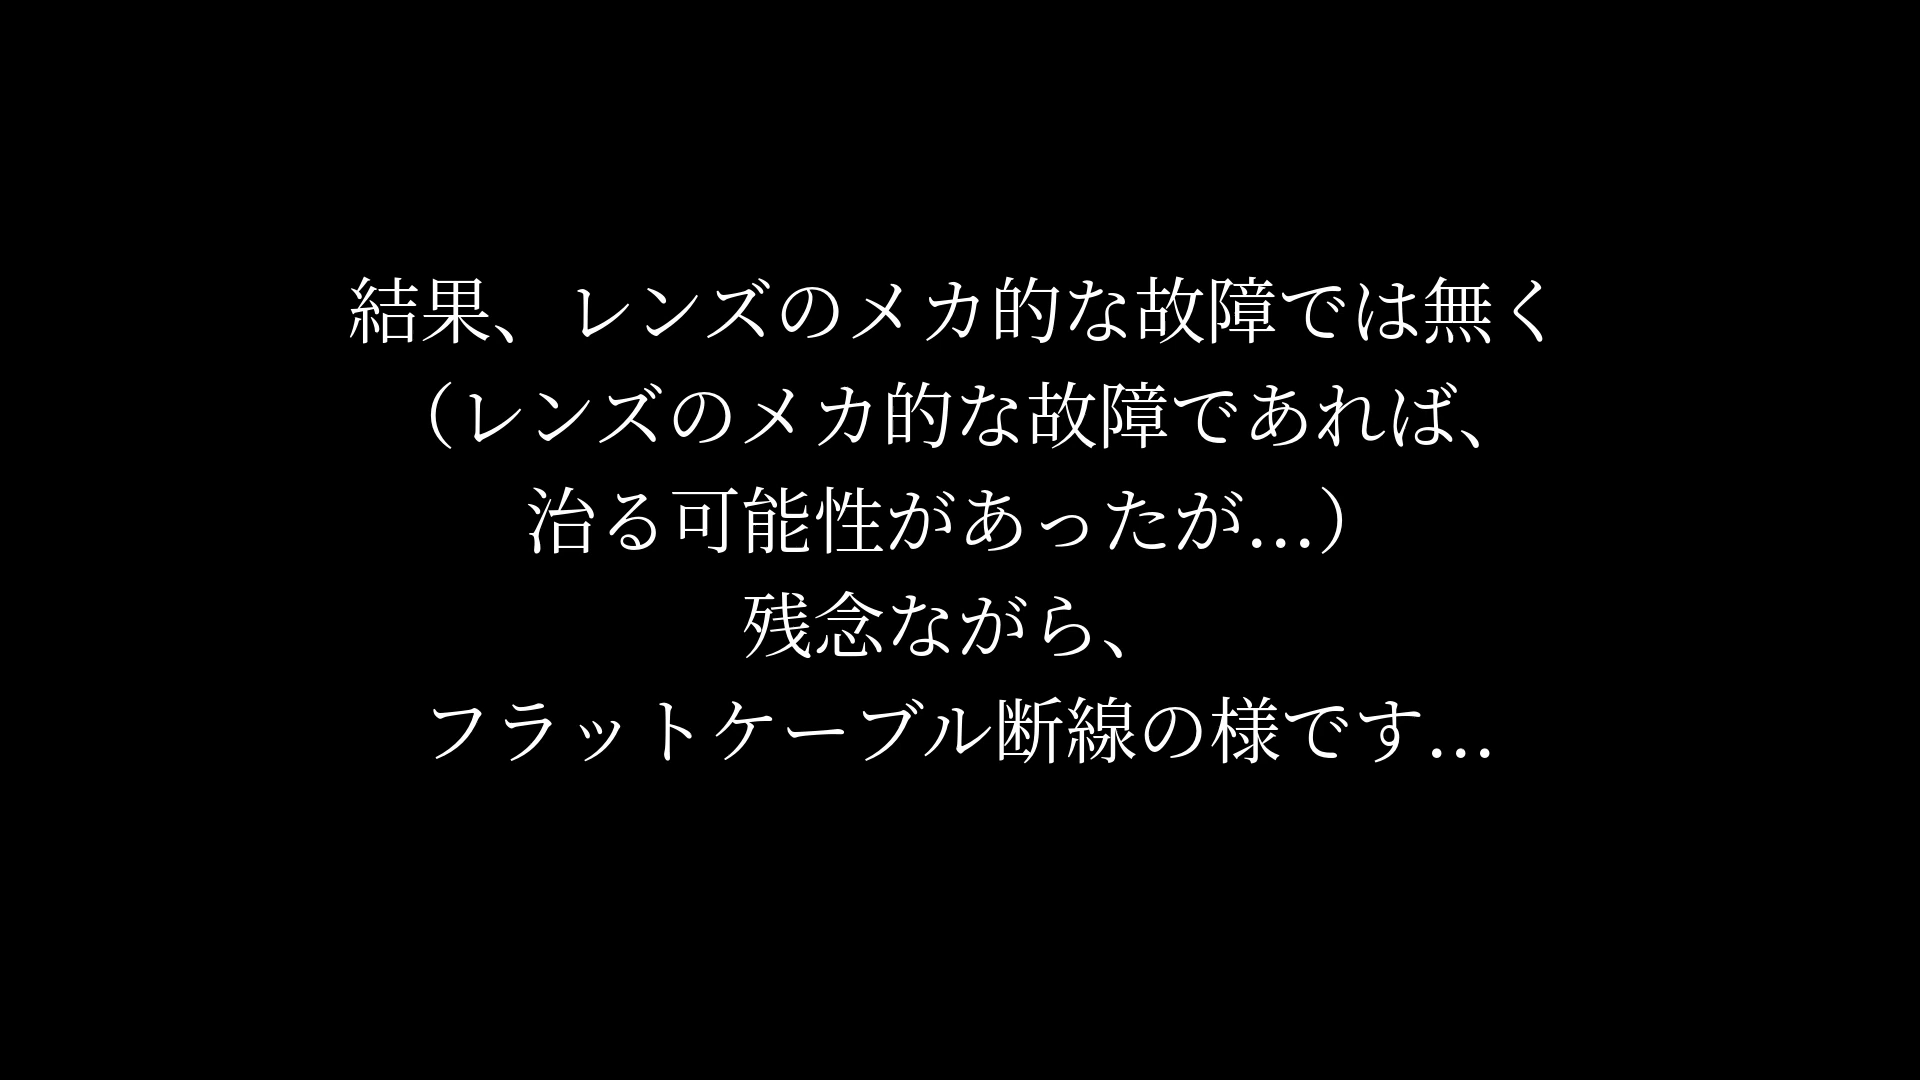 結果、レンズのメカ的な故障では無く
（レンズのメカ的な故障であれば、
治る可能性があったが...）
残念ながら、
フラットケーブル断線の様です...